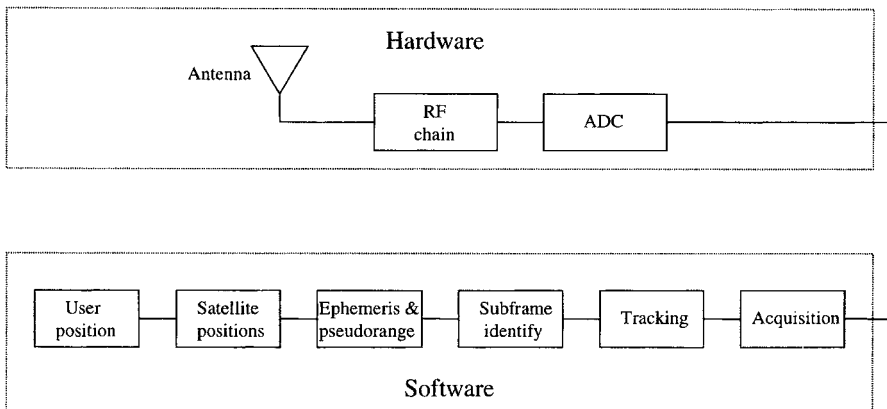 Hardware
Antenna
RF
chain
ADC
User
position
Satellite
positions
Ephemeris &
pseudorange
Subframe
identify
Tracking
Acquisition
Software